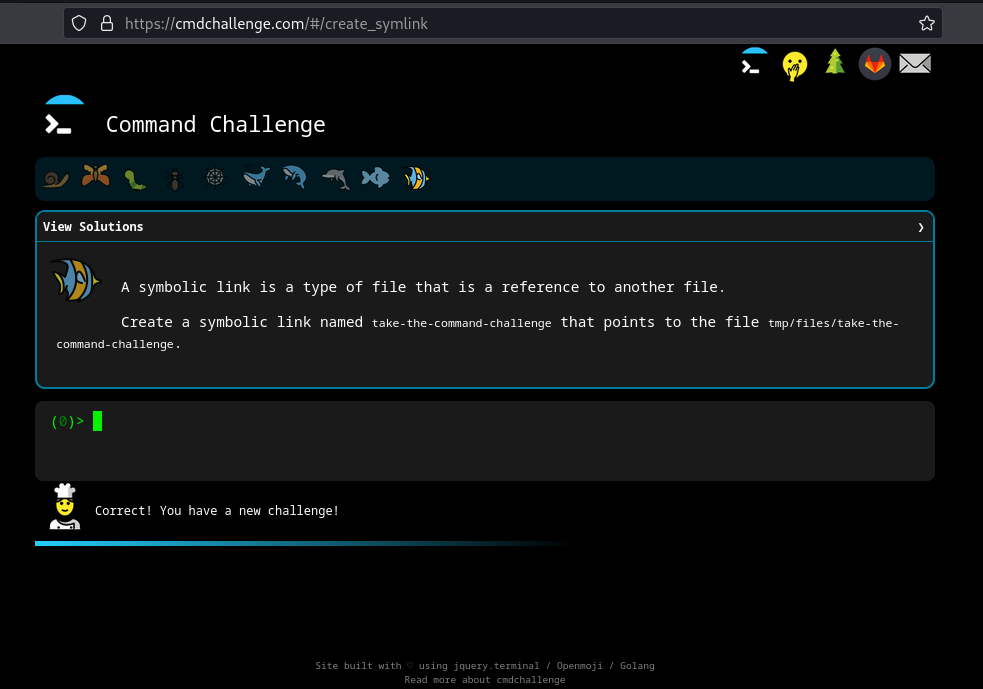 https://cmdchallenge.com/#/create_symlink
Command Challenge
View Solutions ❯
A symbolic link is a type of file that is a reference to another file.
Create a symbolic link named take-the-command-challenge that points to the file tmp/files/take-the-
command-challenge.
(0)>
Correct! You have a new challenge!
Site built with ♡ using jquery.terminal / Openmoji / Golang
Read more about cmdchallenge